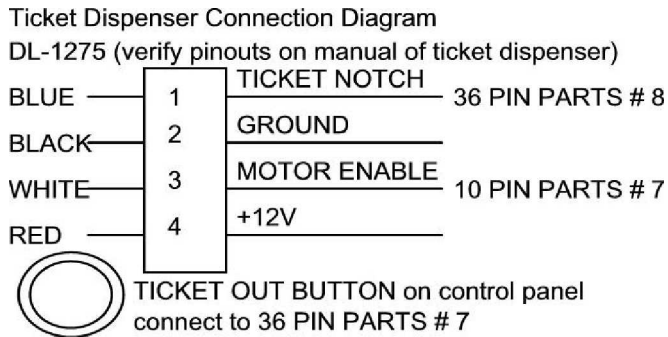 Ticket Dispenser Connection Diagram
DL-1275 (verify pinouts on manual of ticket dispenser)
BLUE 1 TICKET NOTCH 36 PIN PARTS # 8
BLACK 2 GROUND
WHITE 3 MOTOR ENABLE 10 PIN PARTS # 7
RED 4 +12V
TICKET OUT BUTTON on control panel
connect to 36 PIN PARTS # 7